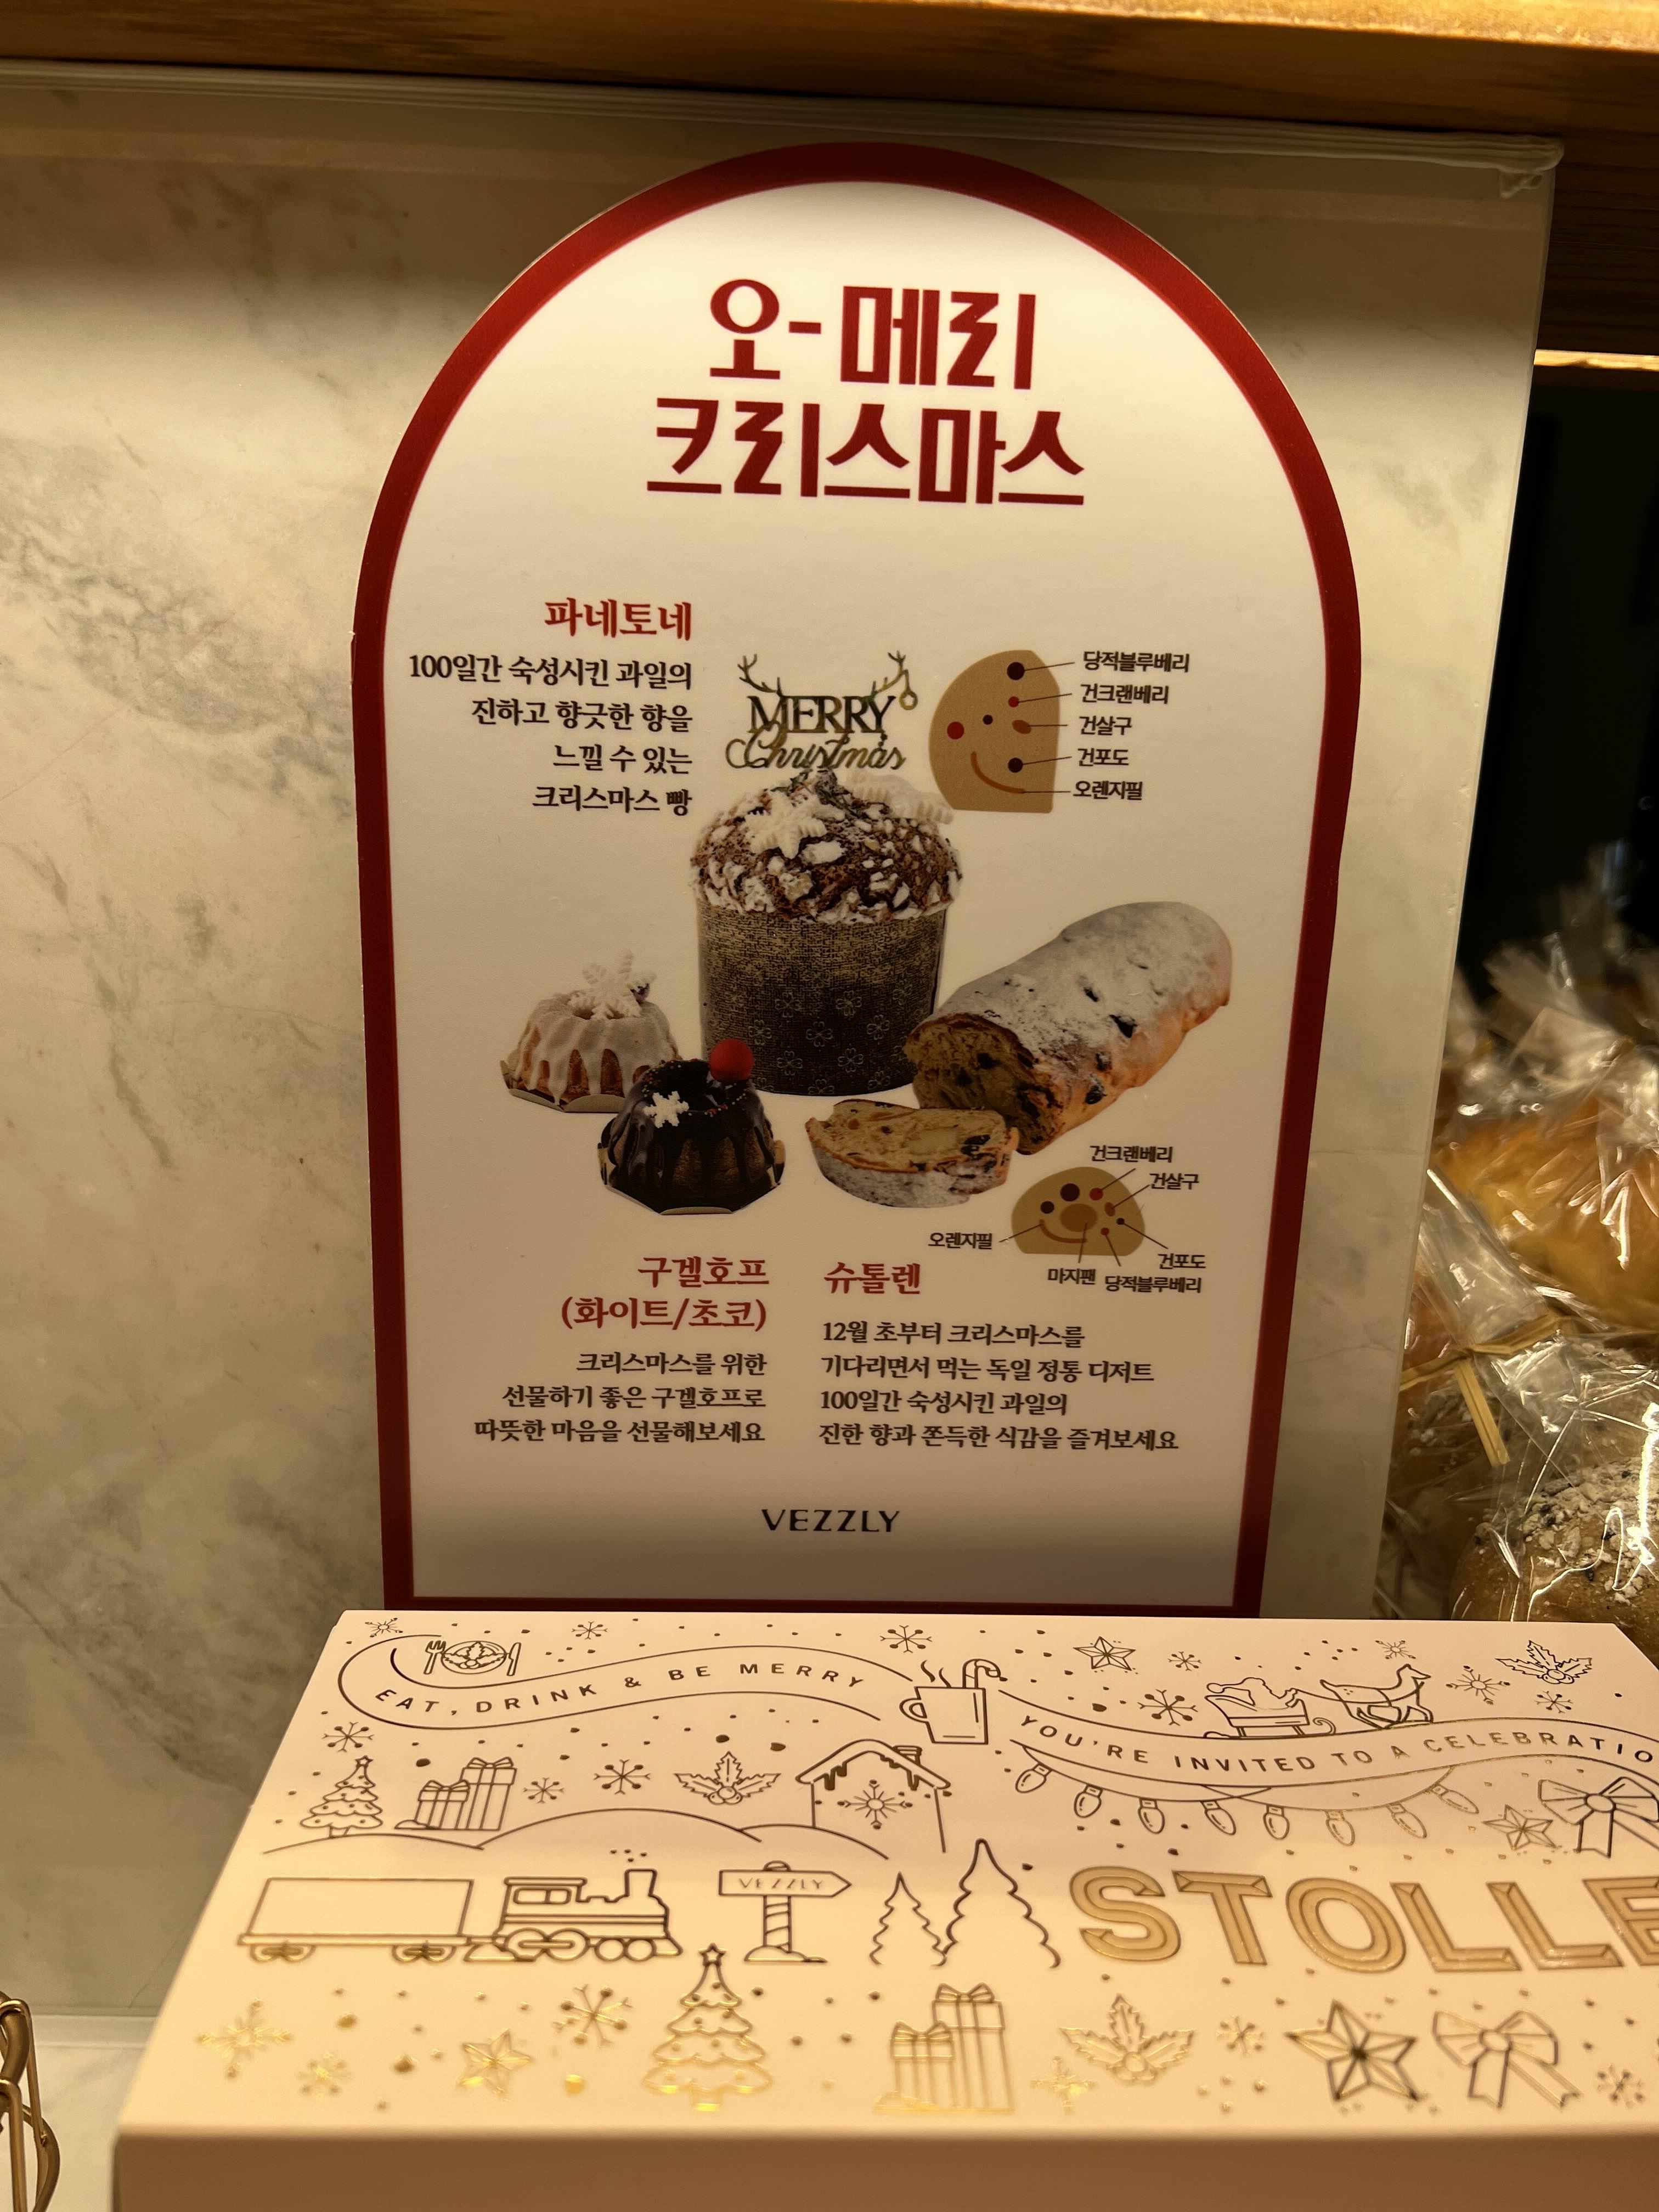 오-메리
크리스마스
파네토네
100일간 숙성시킨 과일의
진하고 향긋한 향을
느낄 수 있는
크리스마스 빵
MERRY
Christmas
당적블루베리
건크랜베리
건살구
건포도
오렌지필
건크랜베리
건살구
오렌지필
건포도
마지팬
당적블루베리
구겔호프
(화이트/초코)
크리스마스를 위한
선물하기 좋은 구겔호프로
따뜻한 마음을 선물해보세요
슈톨렌
12월 초부터 크리스마스를
기다리면서 먹는 독일 정통 디저트
100일간 숙성시킨 과일의
진한 향과 쫀득한 식감을 즐겨보세요
VEZZLY
EAT, DRINK & BE MERRY
YOU'RE INVITED TO A CELEBRATIO
VEZZLY
STOLLE